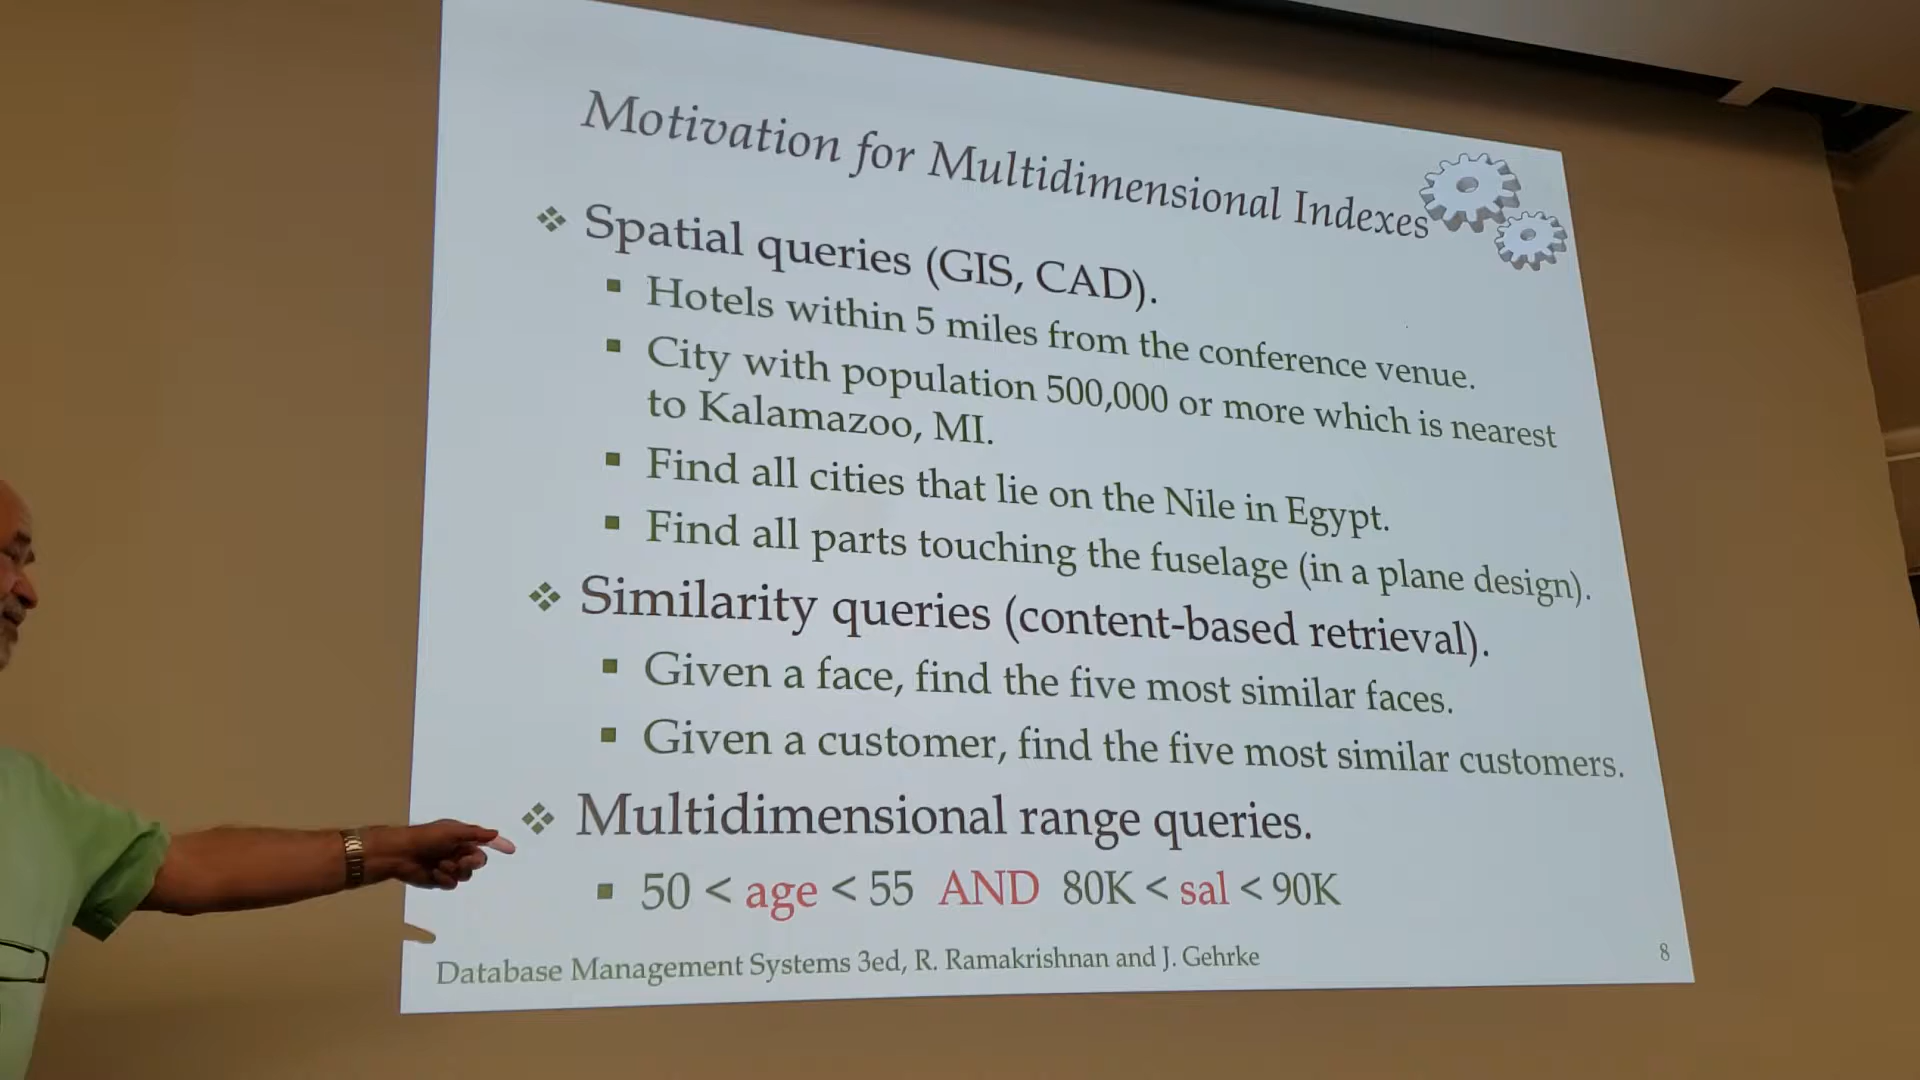 Motivation for Multidimensional Indexes
Spatial queries (GIS, CAD).
Hotels within 5 miles from the conference venue.
City with population 500,000 or more which is nearest
to Kalamazoo, MI.
Find all cities that lie on the Nile in Egypt.
Find all parts touching the fuselage (in a plane design).
Similarity queries (content-based retrieval).
Given a face, find the five most similar faces.
Given a customer, find the five most similar customers.
Multidimensional range queries.
50 < age < 55 AND 80K < sal < 90K
Database Management Systems 3ed, R. Ramakrishnan and J. Gehrke
8